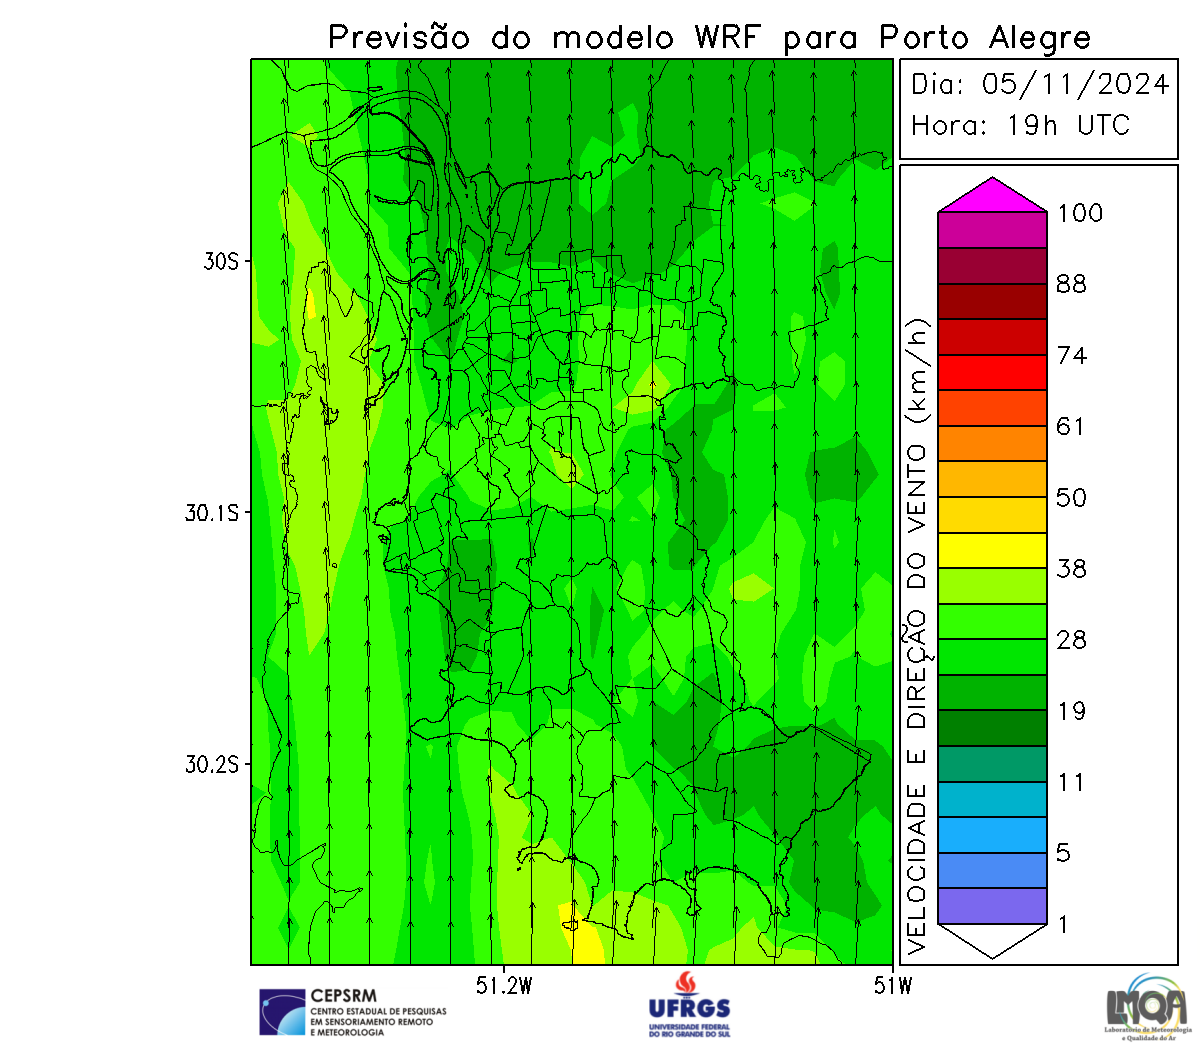 Previsão do modelo WRF para Porto Alegre
Dia: 05/11/2024
Hora: 19h UTC
30S
30.1S
30.2S
51.2W
51W
VELOCIDADE E DIREÇÃO DO VENTO (km/h)
100
88
74
61
50
38
28
19
11
5
1
CEPSRM
CENTRO ESTADUAL DE PESQUISAS
EM SENSORIAMENTO REMOTO
E METEOROLOGIA
UFRGS
UNIVERSIDADE FEDERAL
DO RIO GRANDE DO SUL
LMQA
Laboratório de Meteorologia
e Qualidade do Ar